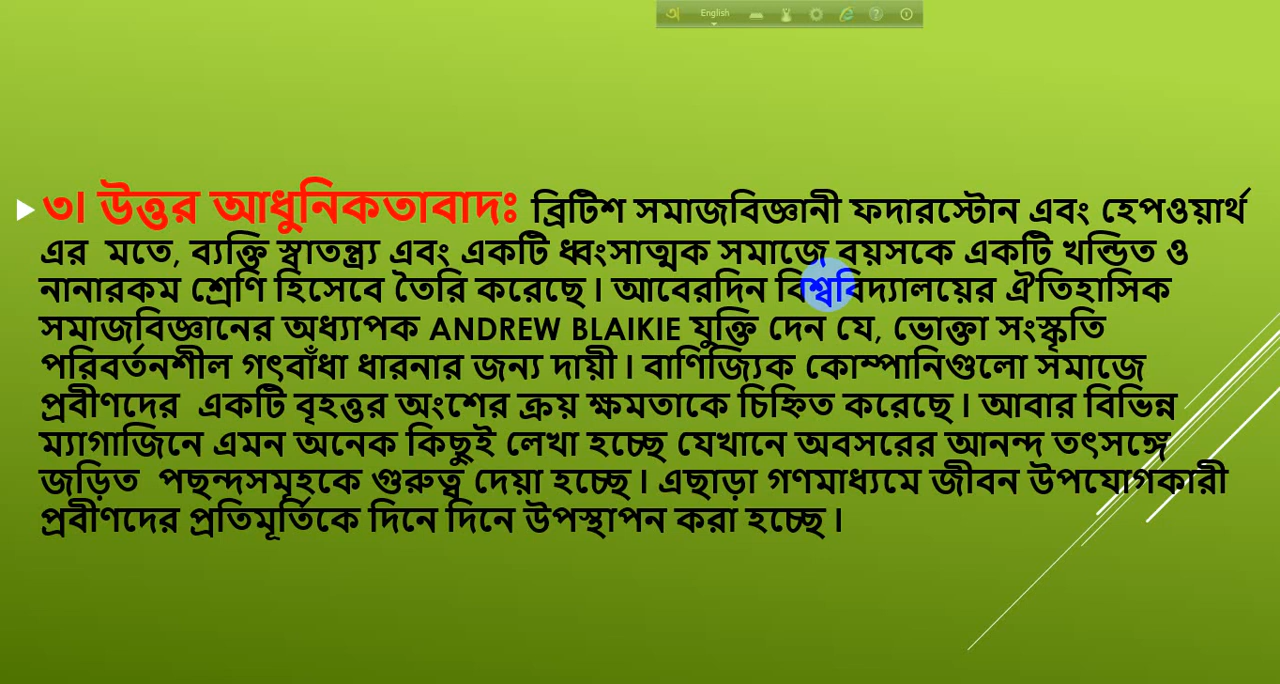 English
৩। উত্তর আধুনিকতাবাদঃ ব্রিটিশ সমাজবিজ্ঞানী ফদারস্টোন এবং হেপওয়ার্থ
এর মতে, ব্যক্তি স্বাতন্ত্র্য এবং একটি ধ্বংসাত্মক সমাজে বয়সকে একটি খন্ডিত ও
নানারকম শ্রেণি হিসেবে তৈরি করেছে। আবেরদিন বিশ্ববিদ্যালয়ের ঐতিহাসিক
সমাজবিজ্ঞানের অধ্যাপক ANDREW BLAIKIE যুক্তি দেন যে, ভোক্তা সংস্কৃতি
পরিবর্তনশীল গৎবাঁধা ধারনার জন্য দায়ী। বাণিজ্যিক কোম্পানিগুলো সমাজে
প্রবীণদের একটি বৃহত্তর অংশের ক্রয় ক্ষমতাকে চিহ্নিত করেছে। আবার বিভিন্ন
ম্যাগাজিনে এমন অনেক কিছুই লেখা হচ্ছে যেখানে অবসরের আনন্দ তৎসঙ্গে
জড়িত পছন্দসমূহকে গুরুত্ব দেয়া হচ্ছে। এছাড়া গণমাধ্যমে জীবন উপযোগকারী
প্রবীণদের প্রতিমূর্তিকে দিনে দিনে উপস্থাপন করা হচ্ছে।